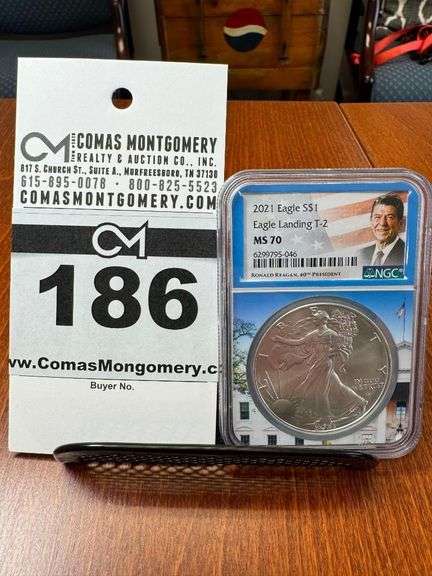 CM
FIRM #4018
COMAS MONTGOMERY
REALTY & AUCTION CO., INC.
817 S. CHURCH ST., SUITE A., MURFREESBORO, TN 37130
615-895-0078 • 800-825-5523
COMASMONTGOMERY.COM
CM
186
www.ComasMongomery.c
Buyer No.
2021 Eagle S$1
Eagle Landing T-2
MS 70
6299795-046
NGC
RONALD REAGAN, 40TH PRESIDENT